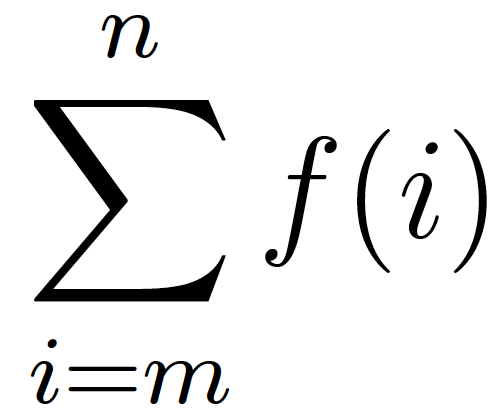 n
∑ f(i)
i=m